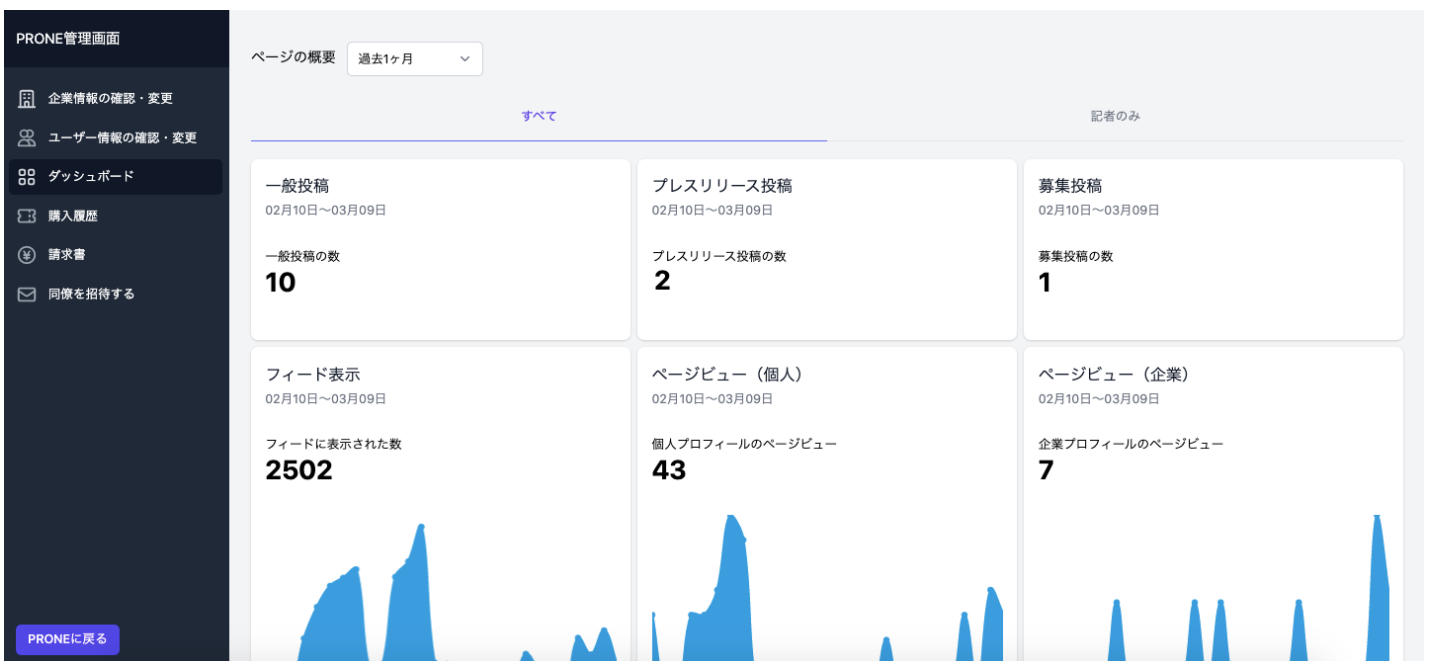 PRONE管理画面
企業情報の確認・変更
ユーザー情報の確認・変更
ダッシュボード
購入履歴
請求書
同僚を招待する
PRONEに戻る
ページの概要
過去1ヶ月
すべて
記者のみ
一般投稿
02月10日〜03月09日
一般投稿の数
10
プレスリリース投稿
02月10日〜03月09日
プレスリリース投稿の数
2
募集投稿
02月10日〜03月09日
募集投稿の数
1
フィード表示
02月10日〜03月09日
フィードに表示された数
2502
ページビュー（個人）
02月10日〜03月09日
個人プロフィールのページビュー
43
ページビュー（企業）
02月10日〜03月09日
企業プロフィールのページビュー
7